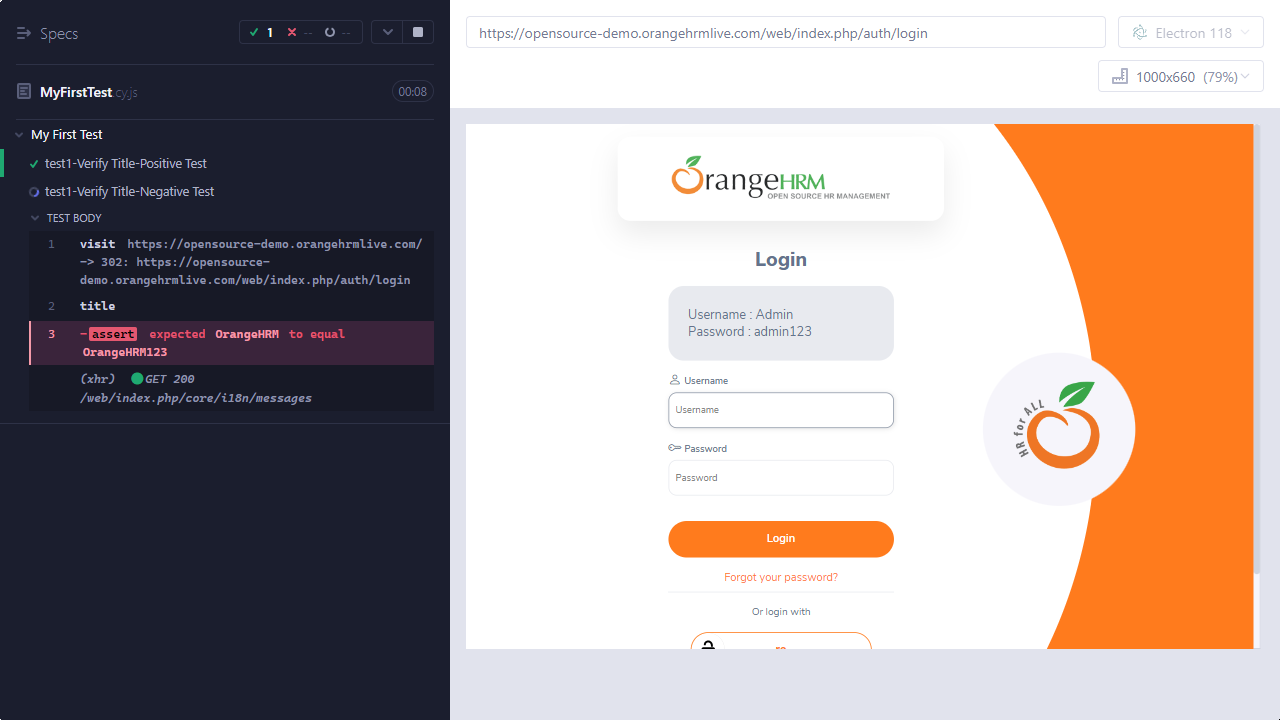 Specs
1 -- --
MyFirstTest.cy.js 00:08
My First Test
test1-Verify Title-Positive Test
test1-Verify Title-Negative Test
TEST BODY
1 visit https://opensource-demo.orangehrmlive.com/
-> 302: https://opensource-
demo.orangehrmlive.com/web/index.php/auth/login
2 title
3 -assert expected OrangeHRM to equal
OrangeHRM123
(xhr) GET 200
/web/index.php/core/i18n/messages
https://opensource-demo.orangehrmlive.com/web/index.php/auth/login
Electron 118
1000x660 (79%)
OrangeHRM
OPEN SOURCE HR MANAGEMENT
Login
Username : Admin
Password : admin123
Username
Username
Password
Password
Login
Forgot your password?
Or login with
HR for ALL